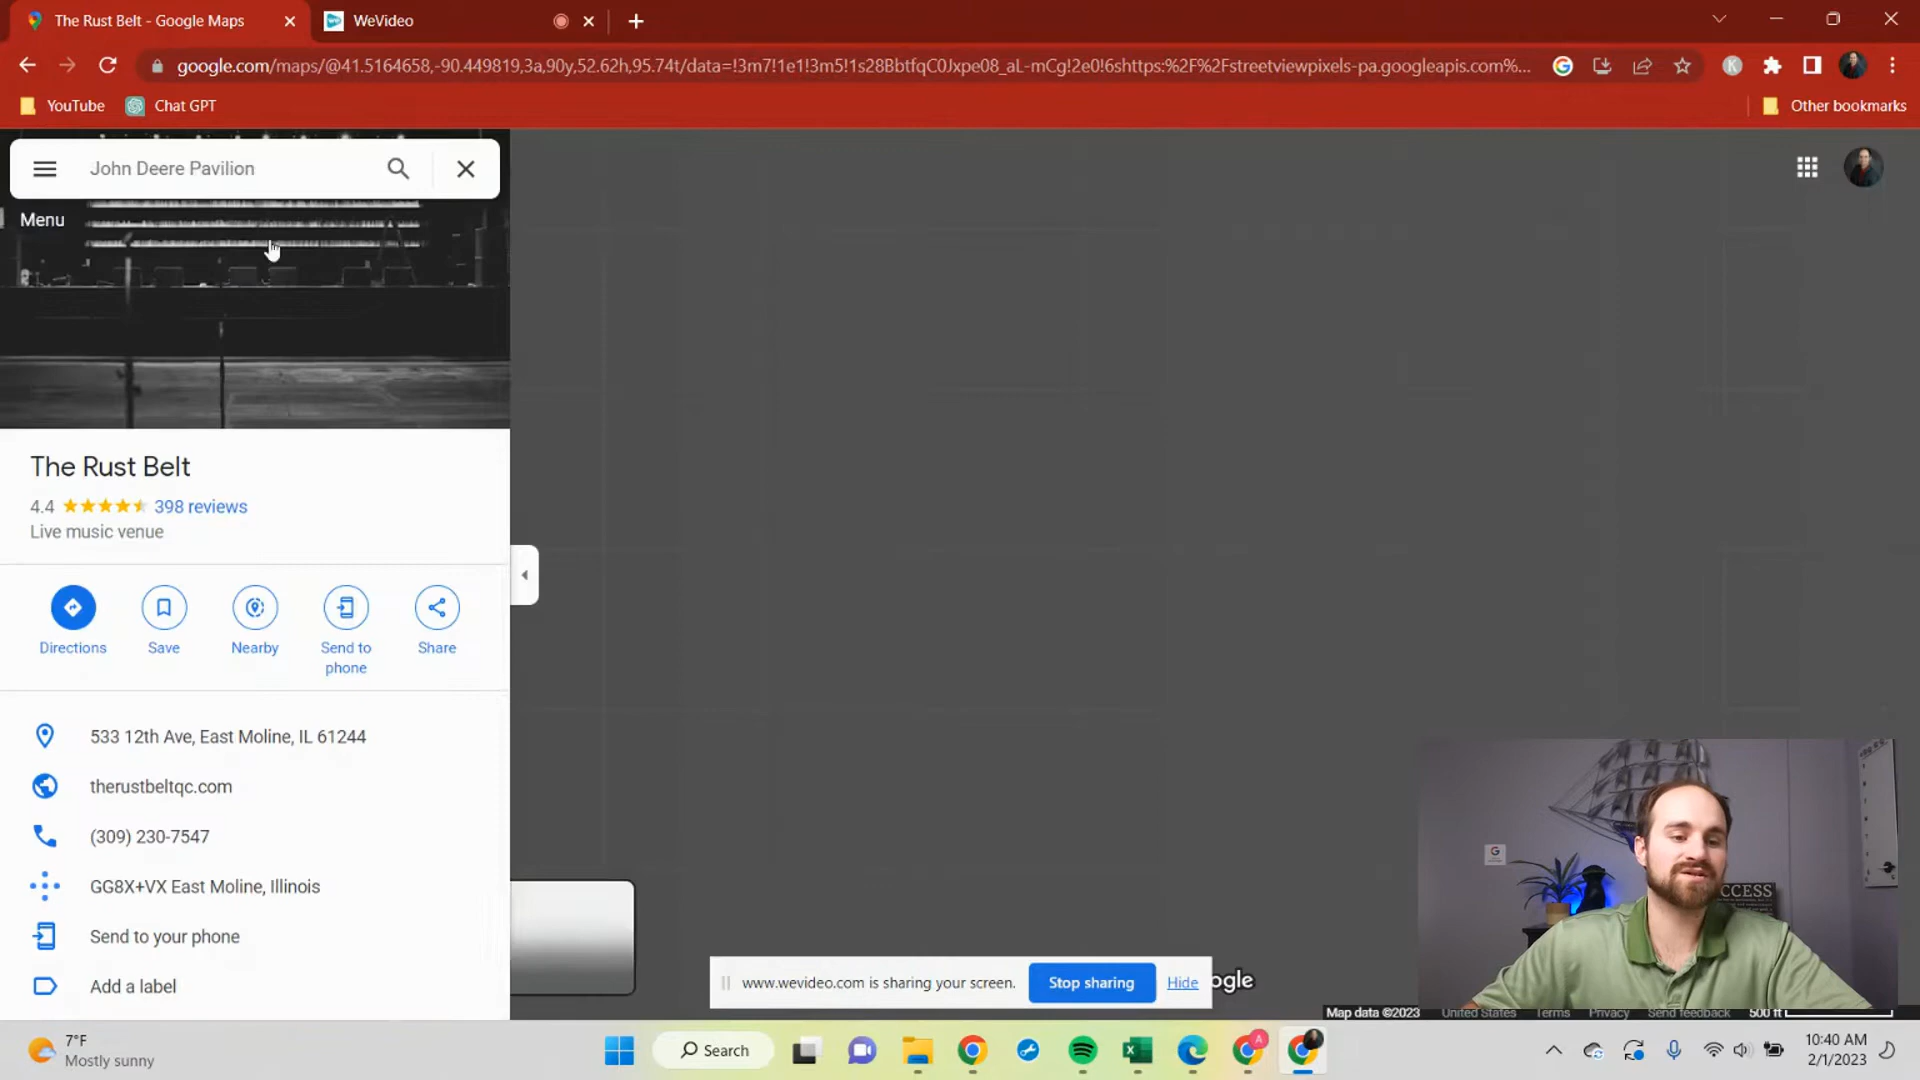 The Rust Belt - Google Maps
WeVideo
google.com/maps/@41.5164658,-90.449819,3a,90y,52.62h,95.74t/data=!3m7!1e1!3m5!1s28BbtfqC0Jxpe08_aL-mCg!2e0!6shttps:%2F%2Fstreetviewpixels-pa.googleapis.com%...
K
YouTube
Chat GPT
Other bookmarks
John Deere Pavilion
Menu
The Rust Belt
4.4
398 reviews
Live music venue
Directions
Save
Nearby
Send to
phone
Share
533 12th Ave, East Moline, IL 61244
therustbeltqc.com
(309) 230-7547
GG8X+VX East Moline, Illinois
Send to your phone
Add a label
www.wevideo.com is sharing your screen.
Stop sharing
Hide
ogle
G
CCESS
Map data ©2023
United States
Terms
Privacy
Send feedback
500 ft
7°F
Mostly sunny
Search
A
10:40 AM
2/1/2023